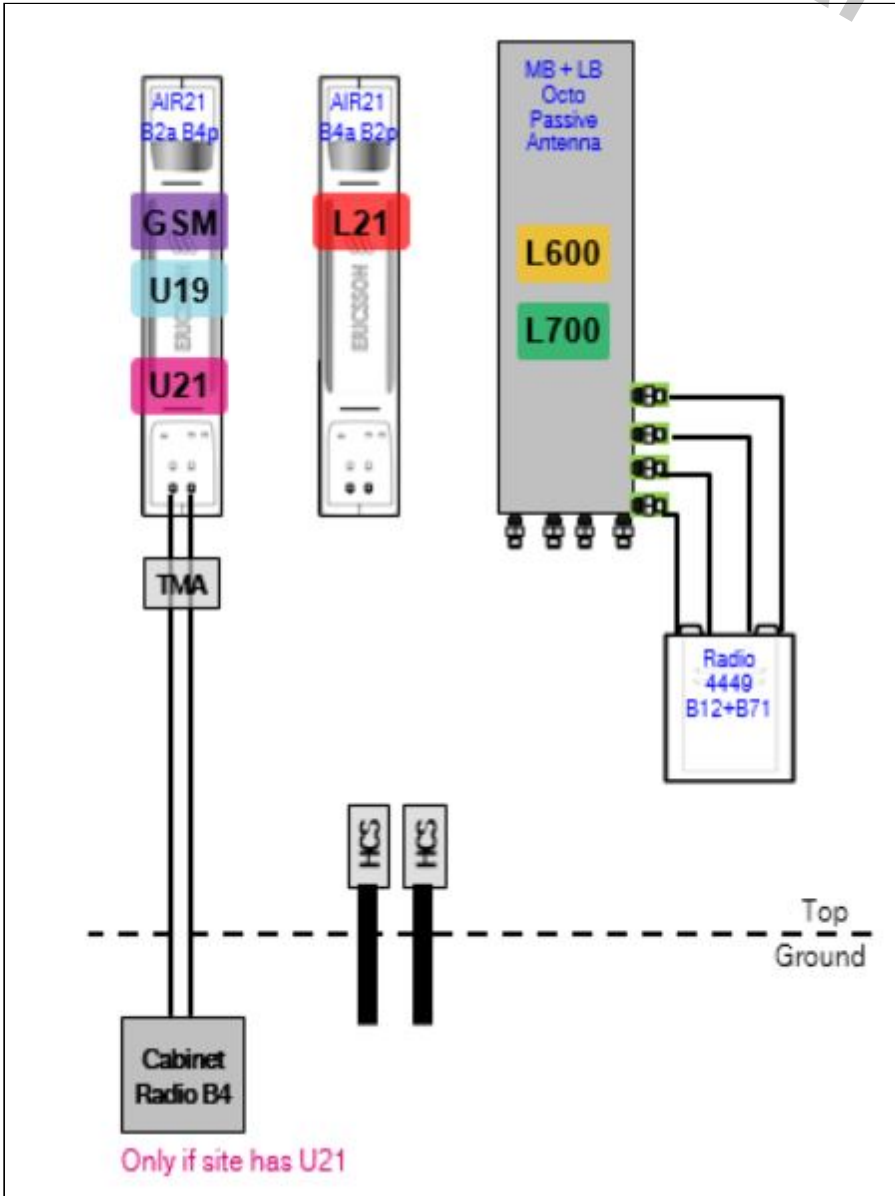 AIR21
B2a B4p
GSM
U19
U21
ERICSSON
TMA
AIR21
B4a B2p
L21
ERICSSON
MB + LB
Octo
Passive
Antenna
L600
L700
Radio
4449
B12+B71
HCS
HCS
Top
Ground
Cabinet
Radio B4
Only if site has U21